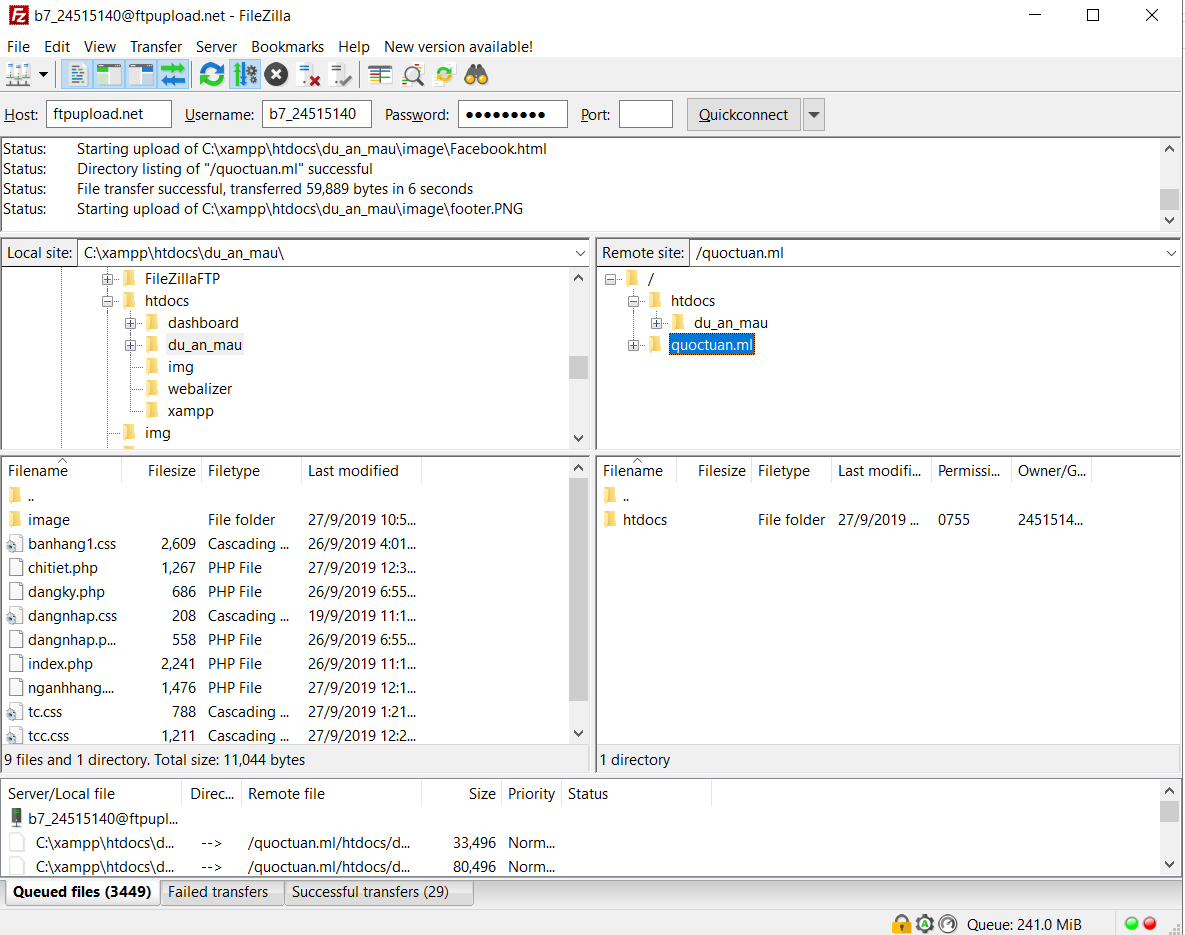 b7_24515140@ftpupload.net - FileZilla
File Edit View Transfer Server Bookmarks Help New version available!
Host: ftpupload.net Username: b7_24515140 Password: ●●●●●●●●● Port: Quickconnect
Status: Starting upload of C:\xampp\htdocs\du_an_mau\image\Facebook.html
Status: Directory listing of "/quoctuan.ml" successful
Status: File transfer successful, transferred 59,889 bytes in 6 seconds
Status: Starting upload of C:\xampp\htdocs\du_an_mau\image\footer.PNG
Local site: C:\xampp\htdocs\du_an_mau\
FileZillaFTP
htdocs
dashboard
du_an_mau
img
webalizer
xampp
img
Remote site: /quoctuan.ml
/
htdocs
du_an_mau
quoctuan.ml
Filename Filesize Filetype Last modified
..
image File folder 27/9/2019 10:5...
banhang1.css 2,609 Cascading ... 26/9/2019 4:01...
chitiet.php 1,267 PHP File 27/9/2019 12:3...
dangky.php 686 PHP File 26/9/2019 6:55...
dangnhap.css 208 Cascading ... 19/9/2019 11:1...
dangnhap.p... 558 PHP File 26/9/2019 6:55...
index.php 2,241 PHP File 26/9/2019 11:1...
nganhhang.... 1,476 PHP File 27/9/2019 12:1...
tc.css 788 Cascading ... 27/9/2019 1:21...
tcc.css 1,211 Cascading ... 27/9/2019 12:2...
9 files and 1 directory. Total size: 11,044 bytes
Filename Filesize Filetype Last modifi... Permissi... Owner/G...
..
htdocs File folder 27/9/2019 ... 0755 2451514...
1 directory
Server/Local file Direc... Remote file Size Priority Status
b7_24515140@ftpupl...
C:\xampp\htdocs\d... --> /quoctuan.ml/htdocs/d... 33,496 Norm...
C:\xampp\htdocs\d... --> /quoctuan.ml/htdocs/d... 80,496 Norm...
Queued files (3449) Failed transfers Successful transfers (29)
Queue: 241.0 MiB